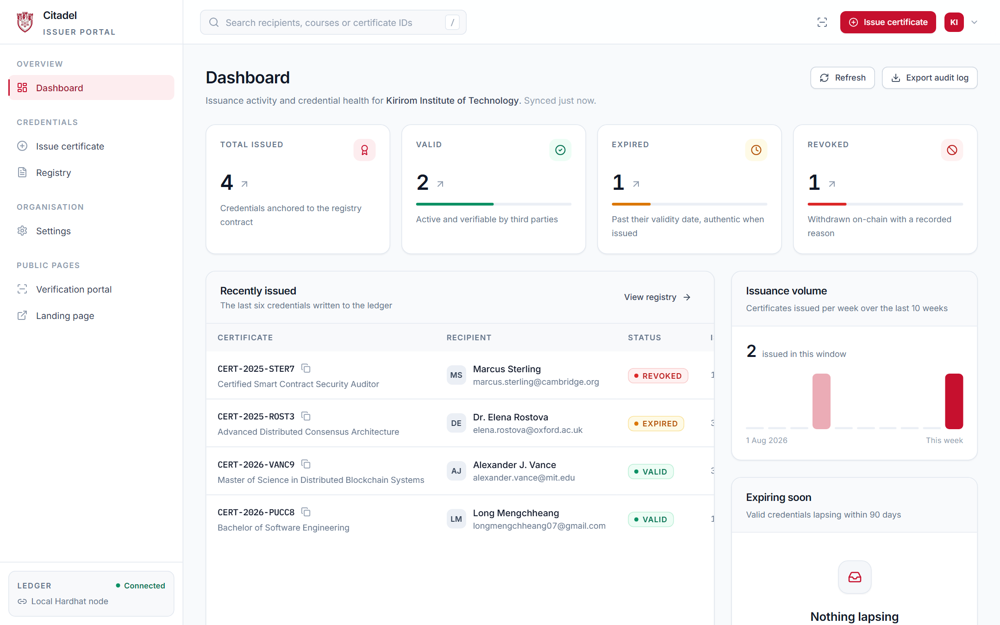 Citadel
ISSUER PORTAL
Search recipients, courses or certificate IDs
/
Issue certificate
KI
OVERVIEW
Dashboard
CREDENTIALS
Issue certificate
Registry
ORGANISATION
Settings
PUBLIC PAGES
Verification portal
Landing page
LEDGER
Connected
Local Hardhat node
Dashboard
Refresh
Export audit log
Issuance activity and credential health for Kirirom Institute of Technology. Synced just now.
TOTAL ISSUED
4
Credentials anchored to the registry
contract
VALID
2
Active and verifiable by third parties
EXPIRED
1
Past their validity date, authentic when
issued
REVOKED
1
Withdrawn on-chain with a recorded
reason
Recently issued
The last six credentials written to the ledger
View registry
CERTIFICATE
RECIPIENT
STATUS
CERT-2025-STER7
Certified Smart Contract Security Auditor
MS
Marcus Sterling
marcus.sterling@cambridge.org
REVOKED
CERT-2025-ROST3
Advanced Distributed Consensus Architecture
DE
Dr. Elena Rostova
elena.rostova@oxford.ac.uk
EXPIRED
CERT-2026-VANC9
Master of Science in Distributed Blockchain Systems
AJ
Alexander J. Vance
alexander.vance@mit.edu
VALID
CERT-2026-PUCC8
Bachelor of Software Engineering
LM
Long Mengchheang
longmengchheang07@gmail.com
VALID
Issuance volume
Certificates issued per week over the last 10 weeks
2 issued in this window
1 Aug 2026
This week
Expiring soon
Valid credentials lapsing within 90 days
Nothing lapsing